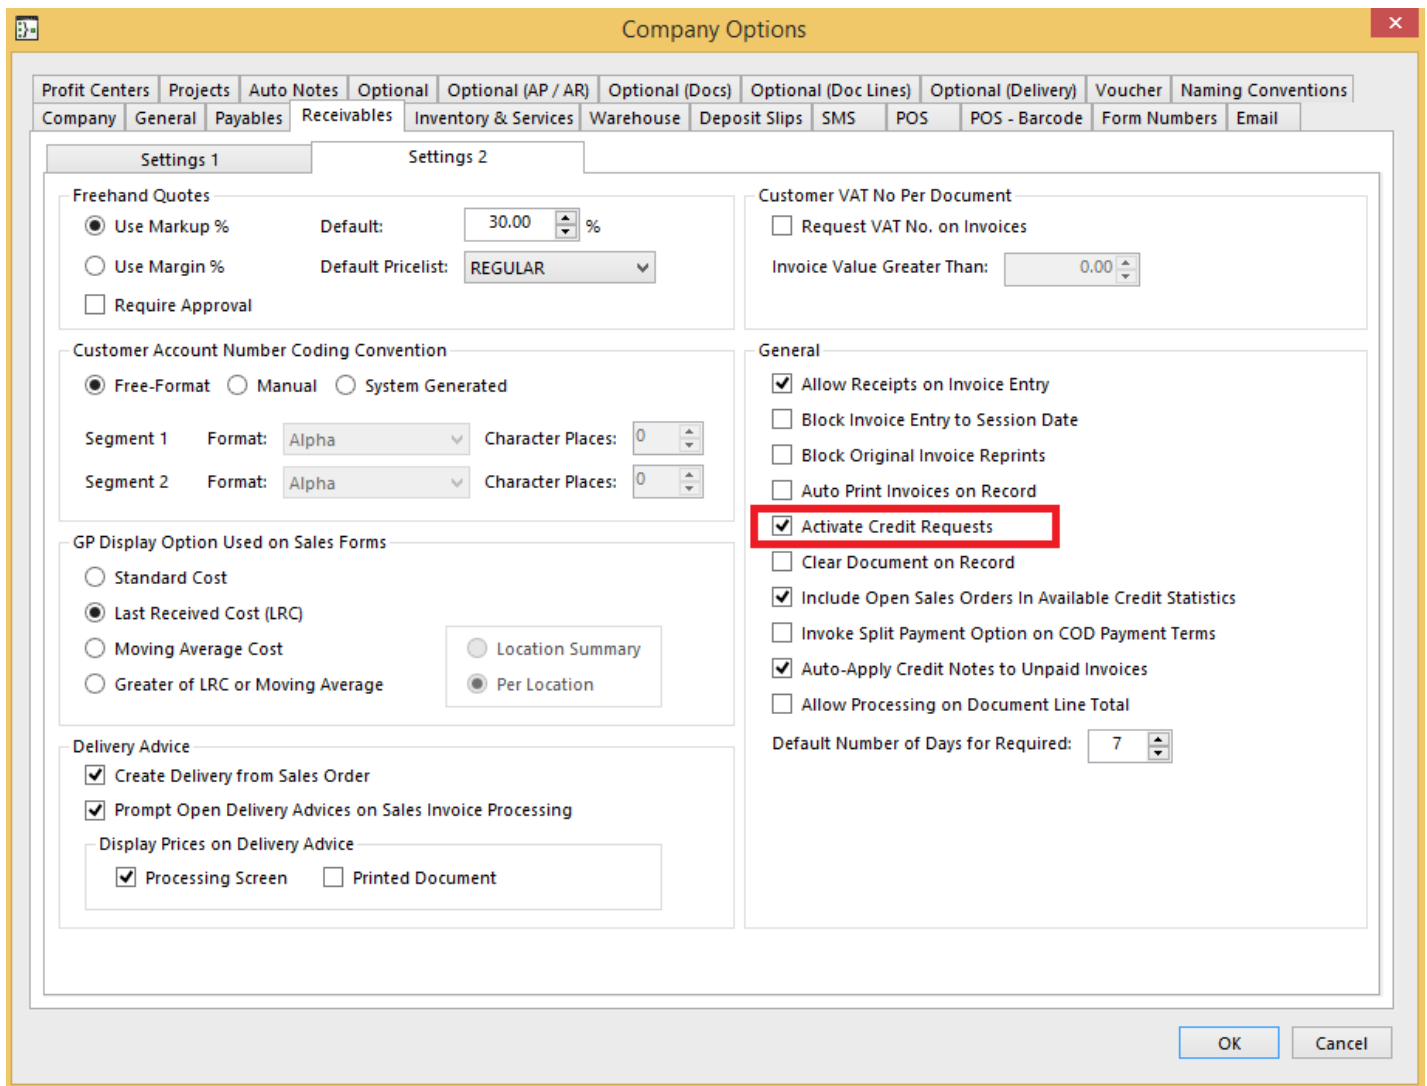 Company Options
Profit Centers Projects Auto Notes Optional Optional (AP / AR) Optional (Docs) Optional (Doc Lines) Optional (Delivery) Voucher Naming Conventions
Company General Payables Receivables Inventory & Services Warehouse Deposit Slips SMS POS POS - Barcode Form Numbers Email
Settings 1 Settings 2
Freehand Quotes
Use Markup % Default: 30.00 %
Use Margin % Default Pricelist: REGULAR
Require Approval
Customer Account Number Coding Convention
Free-Format Manual System Generated
Segment 1 Format: Alpha Character Places: 0
Segment 2 Format: Alpha Character Places: 0
GP Display Option Used on Sales Forms
Standard Cost
Last Received Cost (LRC)
Moving Average Cost
Greater of LRC or Moving Average
Location Summary
Per Location
Delivery Advice
Create Delivery from Sales Order
Prompt Open Delivery Advices on Sales Invoice Processing
Display Prices on Delivery Advice
Processing Screen Printed Document
Customer VAT No Per Document
Request VAT No. on Invoices
Invoice Value Greater Than: 0.00
General
Allow Receipts on Invoice Entry
Block Invoice Entry to Session Date
Block Original Invoice Reprints
Auto Print Invoices on Record
Activate Credit Requests
Clear Document on Record
Include Open Sales Orders In Available Credit Statistics
Invoke Split Payment Option on COD Payment Terms
Auto-Apply Credit Notes to Unpaid Invoices
Allow Processing on Document Line Total
Default Number of Days for Required: 7
OK Cancel